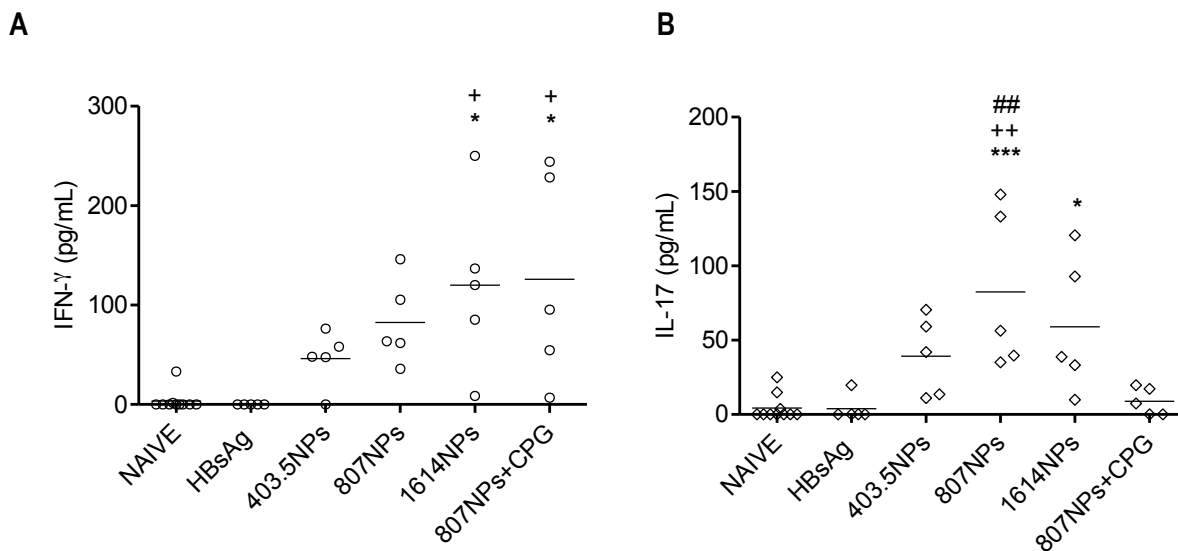 A
IFN-γ (pg/mL)
300
200
100
0
+
*
+
*
NAIVE
HBsAg
403.5NPs
807NPs
1614NPs
807NPs+CPG
B
IL-17 (pg/mL)
200
150
100
50
0
##
++
***
*
NAIVE
HBsAg
403.5NPs
807NPs
1614NPs
807NPs+CPG